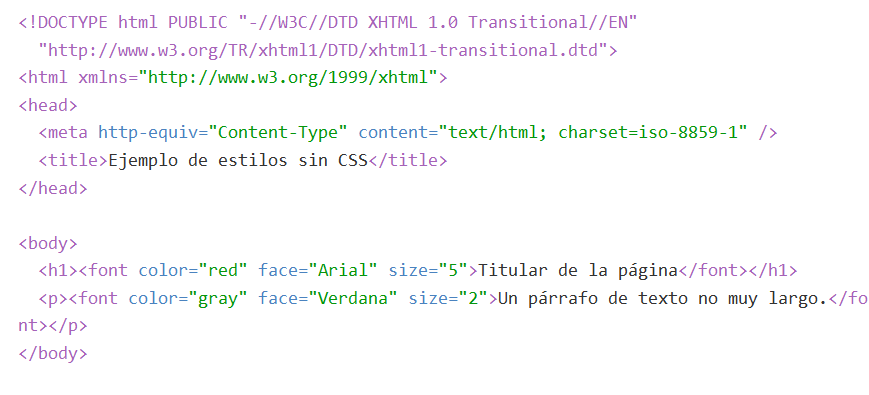 <!DOCTYPE html PUBLIC "-//W3C//DTD XHTML 1.0 Transitional//EN"
  "http://www.w3.org/TR/xhtml1/DTD/xhtml1-transitional.dtd">
<html xmlns="http://www.w3.org/1999/xhtml">
<head>
  <meta http-equiv="Content-Type" content="text/html; charset=iso-8859-1" />
  <title>Ejemplo de estilos sin CSS</title>
</head>

<body>
  <h1><font color="red" face="Arial" size="5">Titular de la página</font></h1>
  <p><font color="gray" face="Verdana" size="2">Un párrafo de texto no muy largo.</fo
nt></p>
</body>